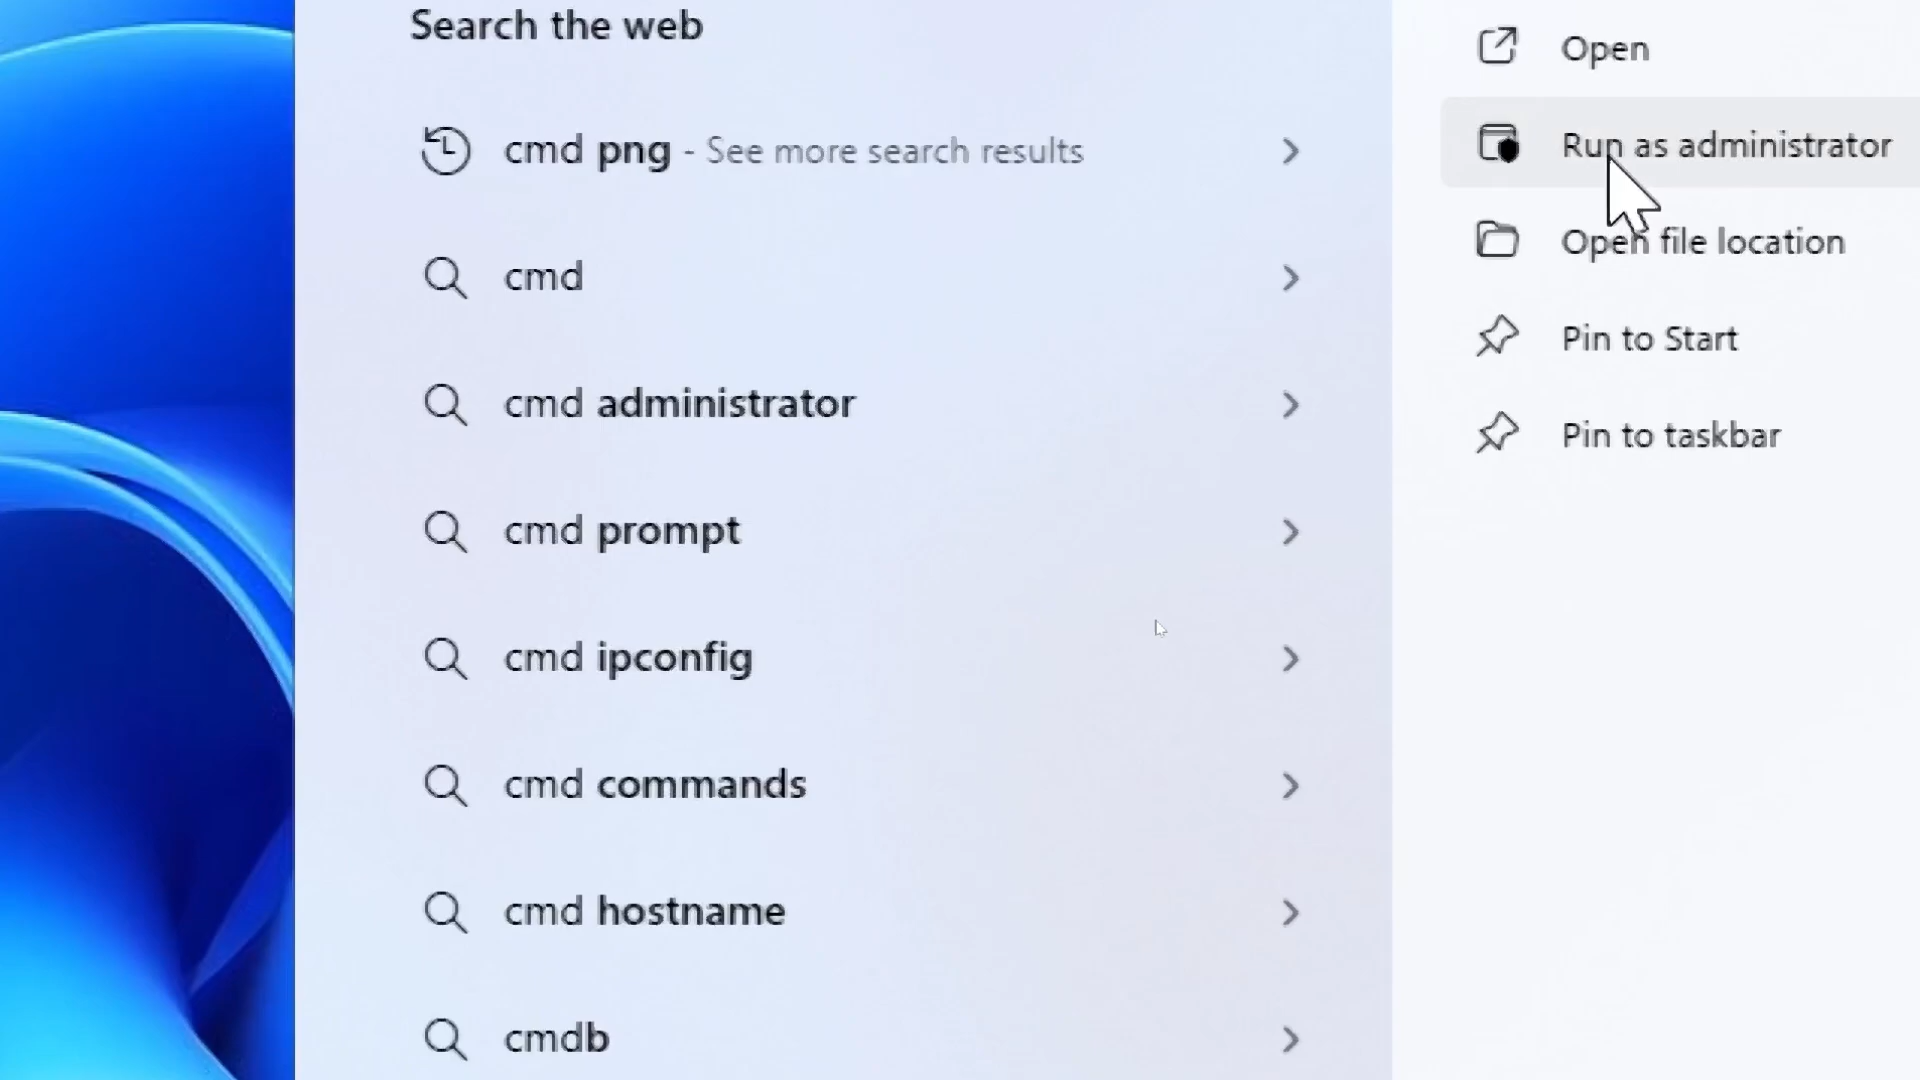 Search the web
cmd png - See more search results
cmd
cmd administrator
cmd prompt
cmd ipconfig
cmd commands
cmd hostname
cmdb
Open
Run as administrator
Open file location
Pin to Start
Pin to taskbar